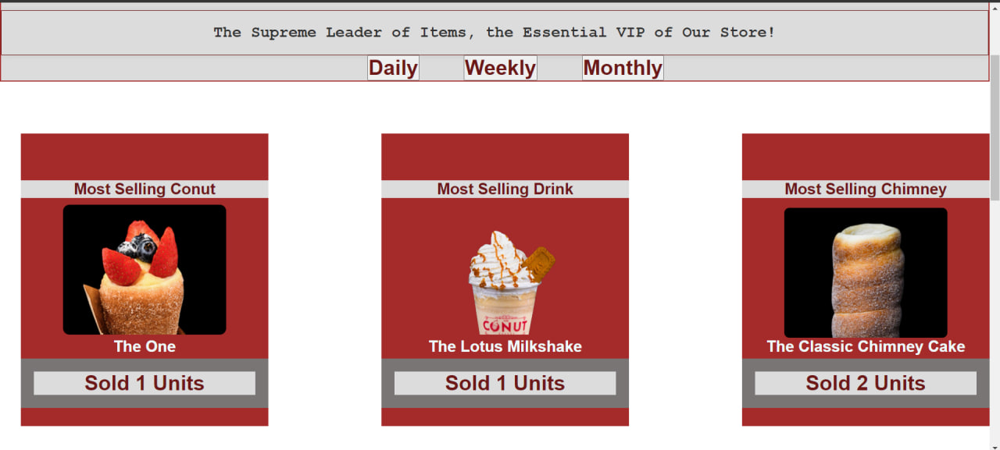 The Supreme Leader of Items, the Essential VIP of Our Store!
Daily Weekly Monthly
Most Selling Conut
Most Selling Drink
Most Selling Chimney
CONUT
The One
The Lotus Milkshake
The Classic Chimney Cake
Sold 1 Units
Sold 1 Units
Sold 2 Units